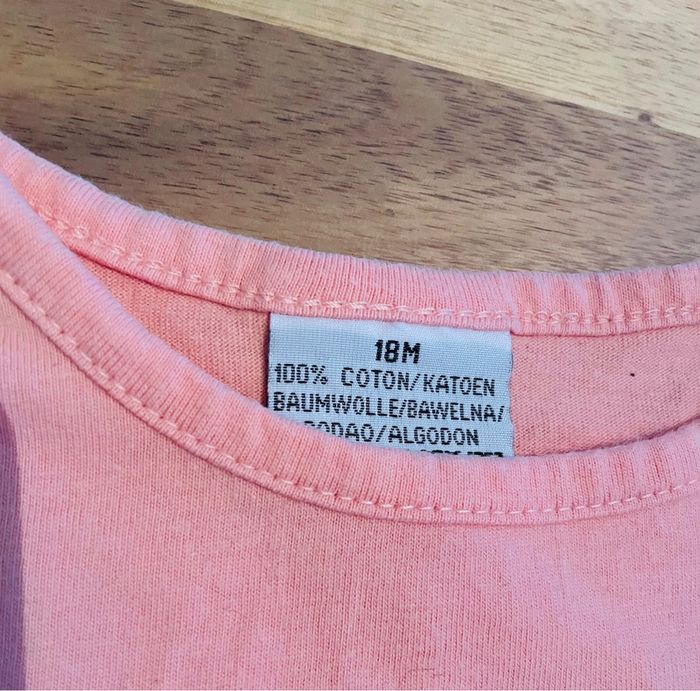 18M
100% COTON/KATOEN
BAUMWOLLE/BAWELNA/
/ALGODON